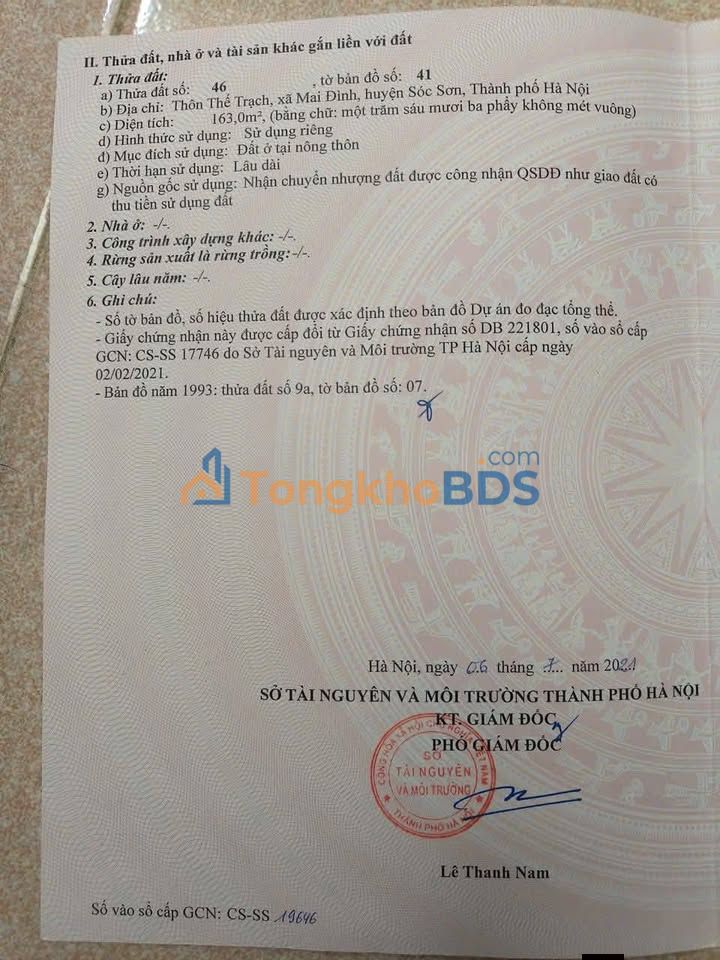 II. Thửa đất, nhà ở và tài sản khác gắn liền với đất
1. Thửa đất:
a) Thửa đất số: 46 , tờ bản đồ số: 41
b) Địa chỉ: Thôn Thế Trạch, xã Mai Đình, huyện Sóc Sơn, Thành phố Hà Nội
c) Diện tích: 163,0m², (bằng chữ: một trăm sáu mươi ba phẩy không mét vuông)
d) Hình thức sử dụng: Sử dụng riêng
đ) Mục đích sử dụng: Đất ở tại nông thôn
e) Thời hạn sử dụng: Lâu dài
g) Nguồn gốc sử dụng: Nhận chuyển nhượng đất được công nhận QSDĐ như giao đất có
thu tiền sử dụng đất
2. Nhà ở: -/-.
3. Công trình xây dựng khác: -/-.
4. Rừng sản xuất là rừng trồng: -/-.
5. Cây lâu năm: -/-.
6. Ghi chú:
- Số tờ bản đồ, số hiệu thửa đất được xác định theo bản đồ Dự án đo đạc tổng thể.
- Giấy chứng nhận này được cấp đổi từ Giấy chứng nhận số DB 221801, số vào sổ cấp
GCN: CS-SS 17746 do Sở Tài nguyên và Môi trường TP Hà Nội cấp ngày
02/02/2021.
- Bản đồ năm 1993: thửa đất số 9a, tờ bản đồ số: 07.
TongkhoBDS.com
Hà Nội, ngày 06 tháng 7 năm 2021
SỞ TÀI NGUYÊN VÀ MÔI TRƯỜNG THÀNH PHỐ HÀ NỘI
KT. GIÁM ĐỐC
PHÓ GIÁM ĐỐC
CỘNG HÒA XÃ HỘI CHỦ NGHĨA VIỆT NAM
SỞ
TÀI NGUYÊN
VÀ MÔI TRƯỜNG
THÀNH PHỐ HÀ NỘI
Lê Thanh Nam
Số vào sổ cấp GCN: CS-SS 19646